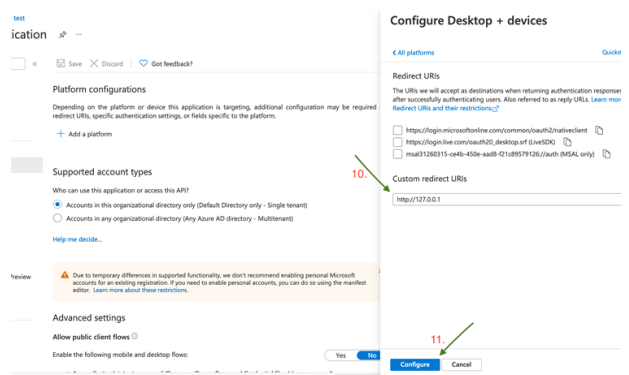 test
ication
Save Discard Got feedback?
Platform configurations
Depending on the platform or device this application is targeting, additional configuration may be required
redirect URIs, specific authentication settings, or fields specific to the platform.
Add a platform
Supported account types
Who can use this application or access this API?
Accounts in this organizational directory only (Default Directory only - Single tenant)
Accounts in any organizational directory (Any Azure AD directory - Multitenant)
Help me decide...
Preview
Due to temporary differences in supported functionality, we don't recommend enabling personal Microsoft
accounts for an existing registration. If you need to enable personal accounts, you can do so using the manifest
editor. Learn more about these restrictions.
Advanced settings
Allow public client flows
Enable the following mobile and desktop flows:
Yes No
Configure Desktop + devices
All platforms
Quicksta
Redirect URIs
The URIs we will accept as destinations when returning authentication responses
after successfully authenticating users. Also referred to as reply URLs. Learn more
Redirect URIs and their restrictions
https://login.microsoftonline.com/common/oauth2/nativeclient
https://login.live.com/oauth20_desktop.srf (LiveSDK)
msal31260315-ce4b-450e-aad8-f21c89579126://auth (MSAL only)
10.
Custom redirect URIs
http://127.0.0.1
11.
Configure Cancel